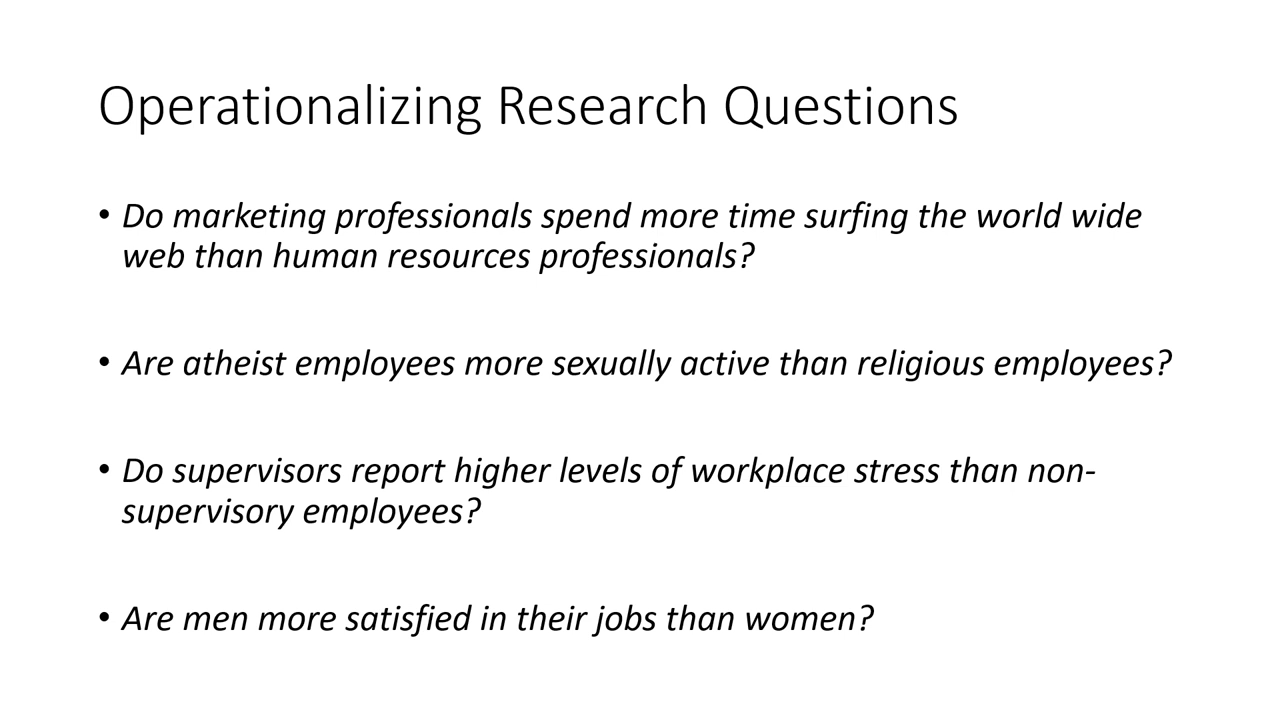 Operationalizing Research Questions
• Do marketing professionals spend more time surfing the world wide
web than human resources professionals?
• Are atheist employees more sexually active than religious employees?
• Do supervisors report higher levels of workplace stress than non-
supervisory employees?
• Are men more satisfied in their jobs than women?